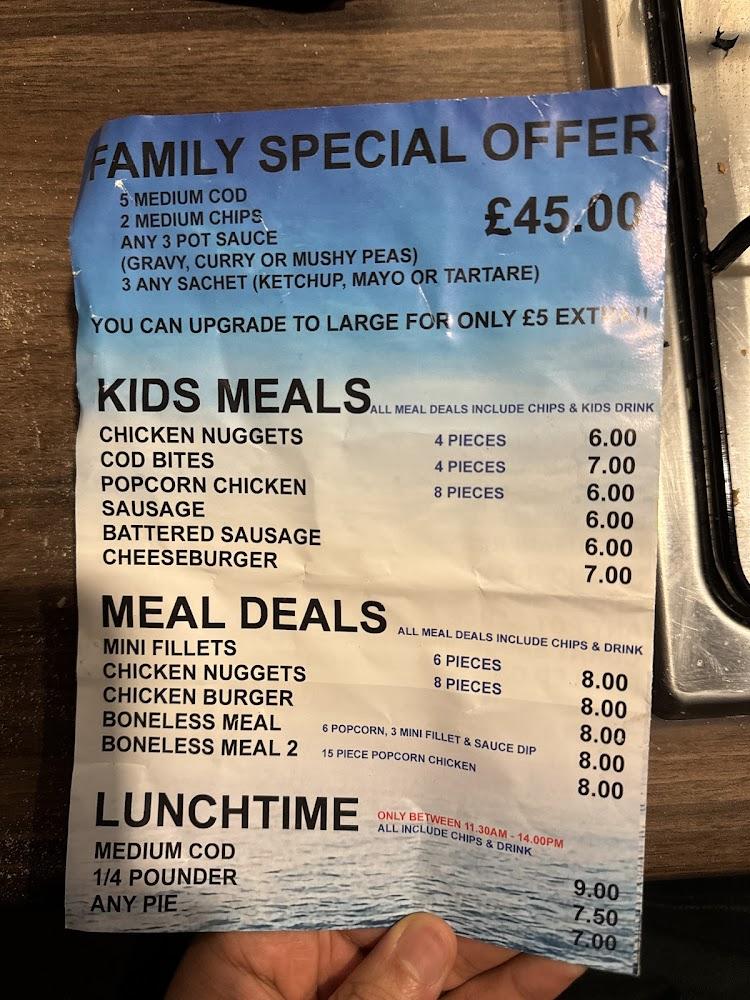 FAMILY SPECIAL OFFER
5 MEDIUM COD
2 MEDIUM CHIPS
£45.00
ANY 3 POT SAUCE
(GRAVY, CURRY OR MUSHY PEAS)
3 ANY SACHET (KETCHUP, MAYO OR TARTARE)
YOU CAN UPGRADE TO LARGE FOR ONLY £5
KIDS MEALS ALL MEAL DEALS INCLUDE CHIPS & KIDS DRINK
CHICKEN NUGGETS 4 PIECES 6.00
COD BITES 4 PIECES 7.00
POPCORN CHICKEN 8 PIECES 6.00
SAUSAGE 6.00
BATTERED SAUSAGE 6.00
CHEESEBURGER 7.00
MEAL DEALS ALL MEAL DEALS INCLUDE CHIPS & DRINK
MINI FILLETS 6 PIECES 8.00
CHICKEN NUGGETS 8 PIECES 8.00
CHICKEN BURGER 8.00
BONELESS MEAL 6 POPCORN, 3 MINI FILLET & SAUCE DIP 8.00
BONELESS MEAL 2 15 PIECE POPCORN CHICKEN 8.00
LUNCHTIME ONLY BETWEEN 11.30AM - 14.00PM
ALL INCLUDE CHIPS & DRINK
MEDIUM COD 9.00
1/4 POUNDER 7.50
ANY PIE 7.00